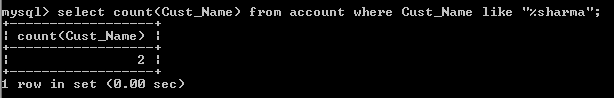 mysql> select count(Cust_Name) from account where Cust_Name like "%sharma";
+------------------+
| count(Cust_Name) |
+------------------+
|                2 |
+------------------+
1 row in set (0.00 sec)